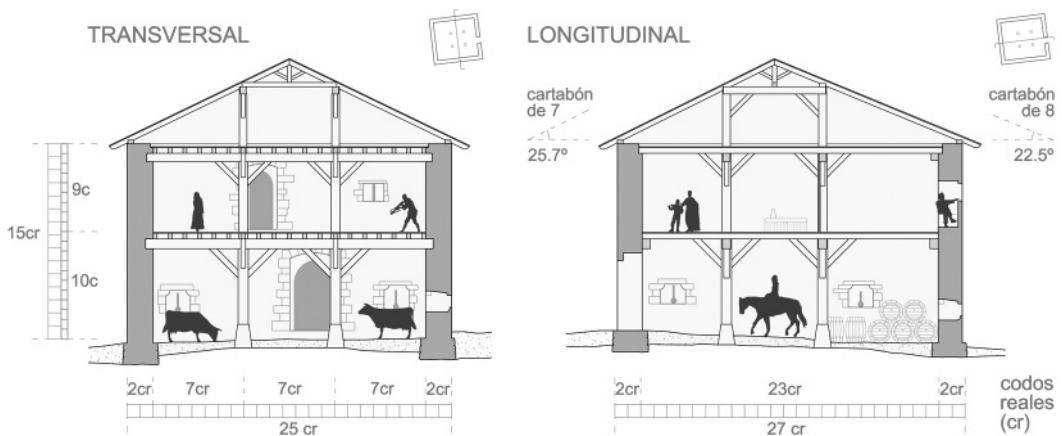 TRANSVERSAL
9c
15cr
10c
2cr 7cr 7cr 7cr 2cr
25 cr
LONGITUDINAL
cartabón
de 7
25.7º
cartabón
de 8
22.5º
2cr 23cr 2cr
27 cr
codos
reales
(cr)